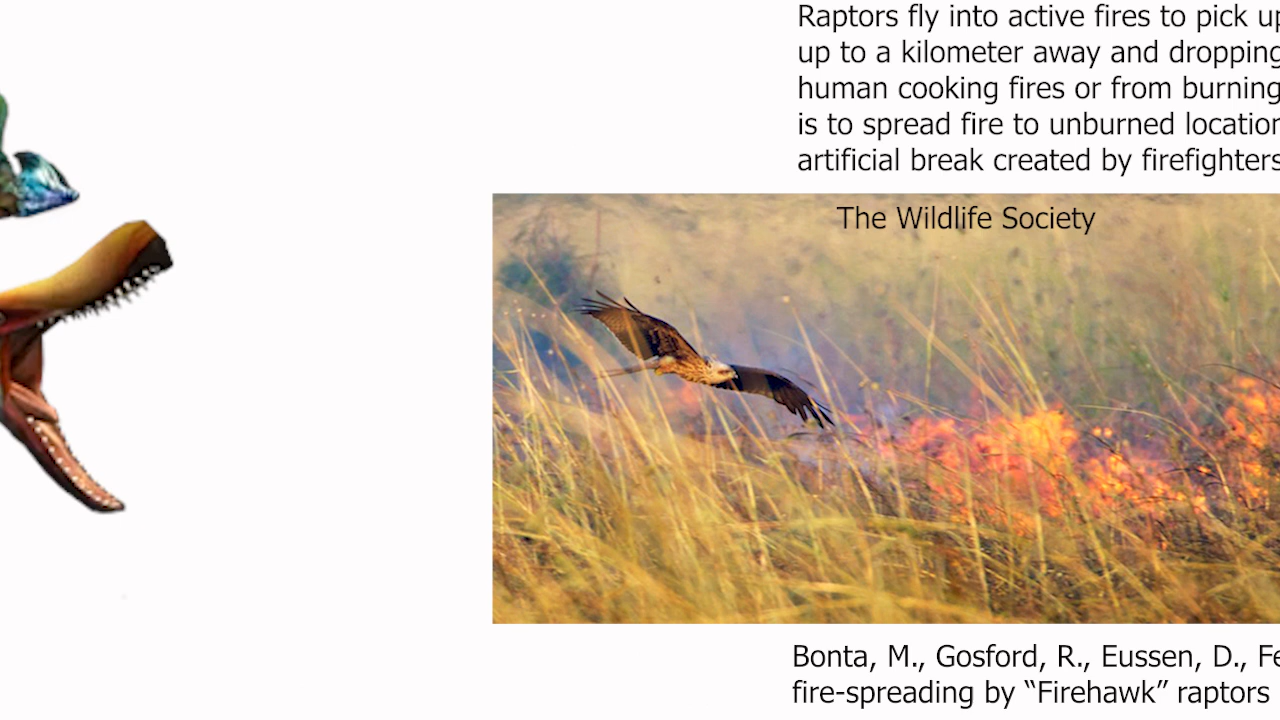 Raptors fly into active fires to pick up
up to a kilometer away and dropping
human cooking fires or from burning
is to spread fire to unburned location
artificial break created by firefighters
The Wildlife Society
Bonta, M., Gosford, R., Eussen, D., Fe
fire-spreading by “Firehawk” raptors